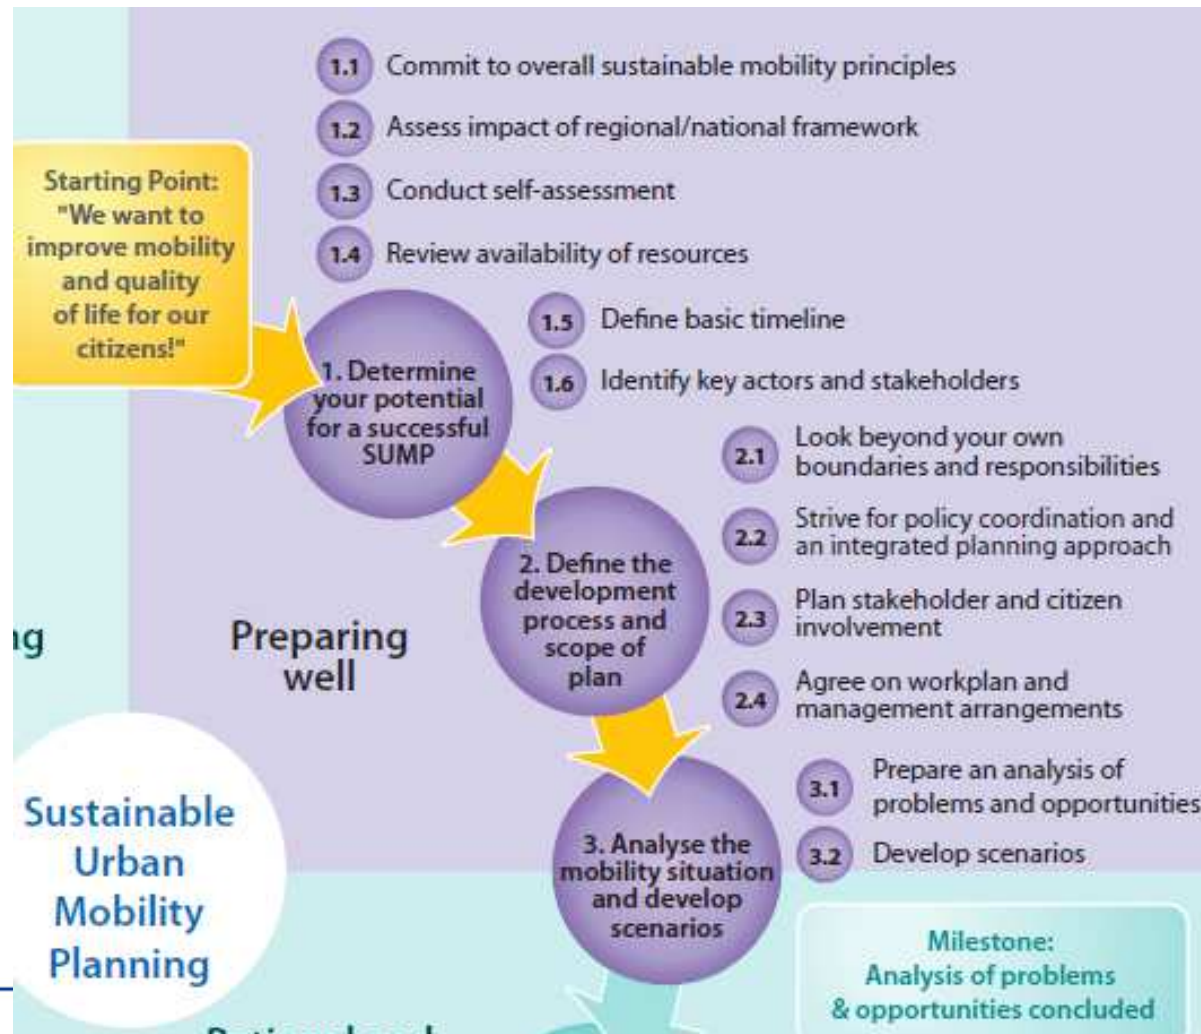 1.1 Commit to overall sustainable mobility principles
1.2 Assess impact of regional/national framework
1.3 Conduct self-assessment
1.4 Review availability of resources
Starting Point:
"We want to
improve mobility
and quality
of life for our
citizens!"
1.5 Define basic timeline
1.6 Identify key actors and stakeholders
1. Determine
your potential
for a successful
SUMP
2.1 Look beyond your own
boundaries and responsibilities
2.2 Strive for policy coordination and
an integrated planning approach
2.3 Plan stakeholder and citizen
involvement
2.4 Agree on workplan and
management arrangements
2. Define the
development
process and
scope of
plan
Preparing
well
3.1 Prepare an analysis of
problems and opportunities
3.2 Develop scenarios
3. Analyse the
mobility situation
and develop
scenarios
Sustainable
Urban
Mobility
Planning
Milestone:
Analysis of problems
& opportunities concluded